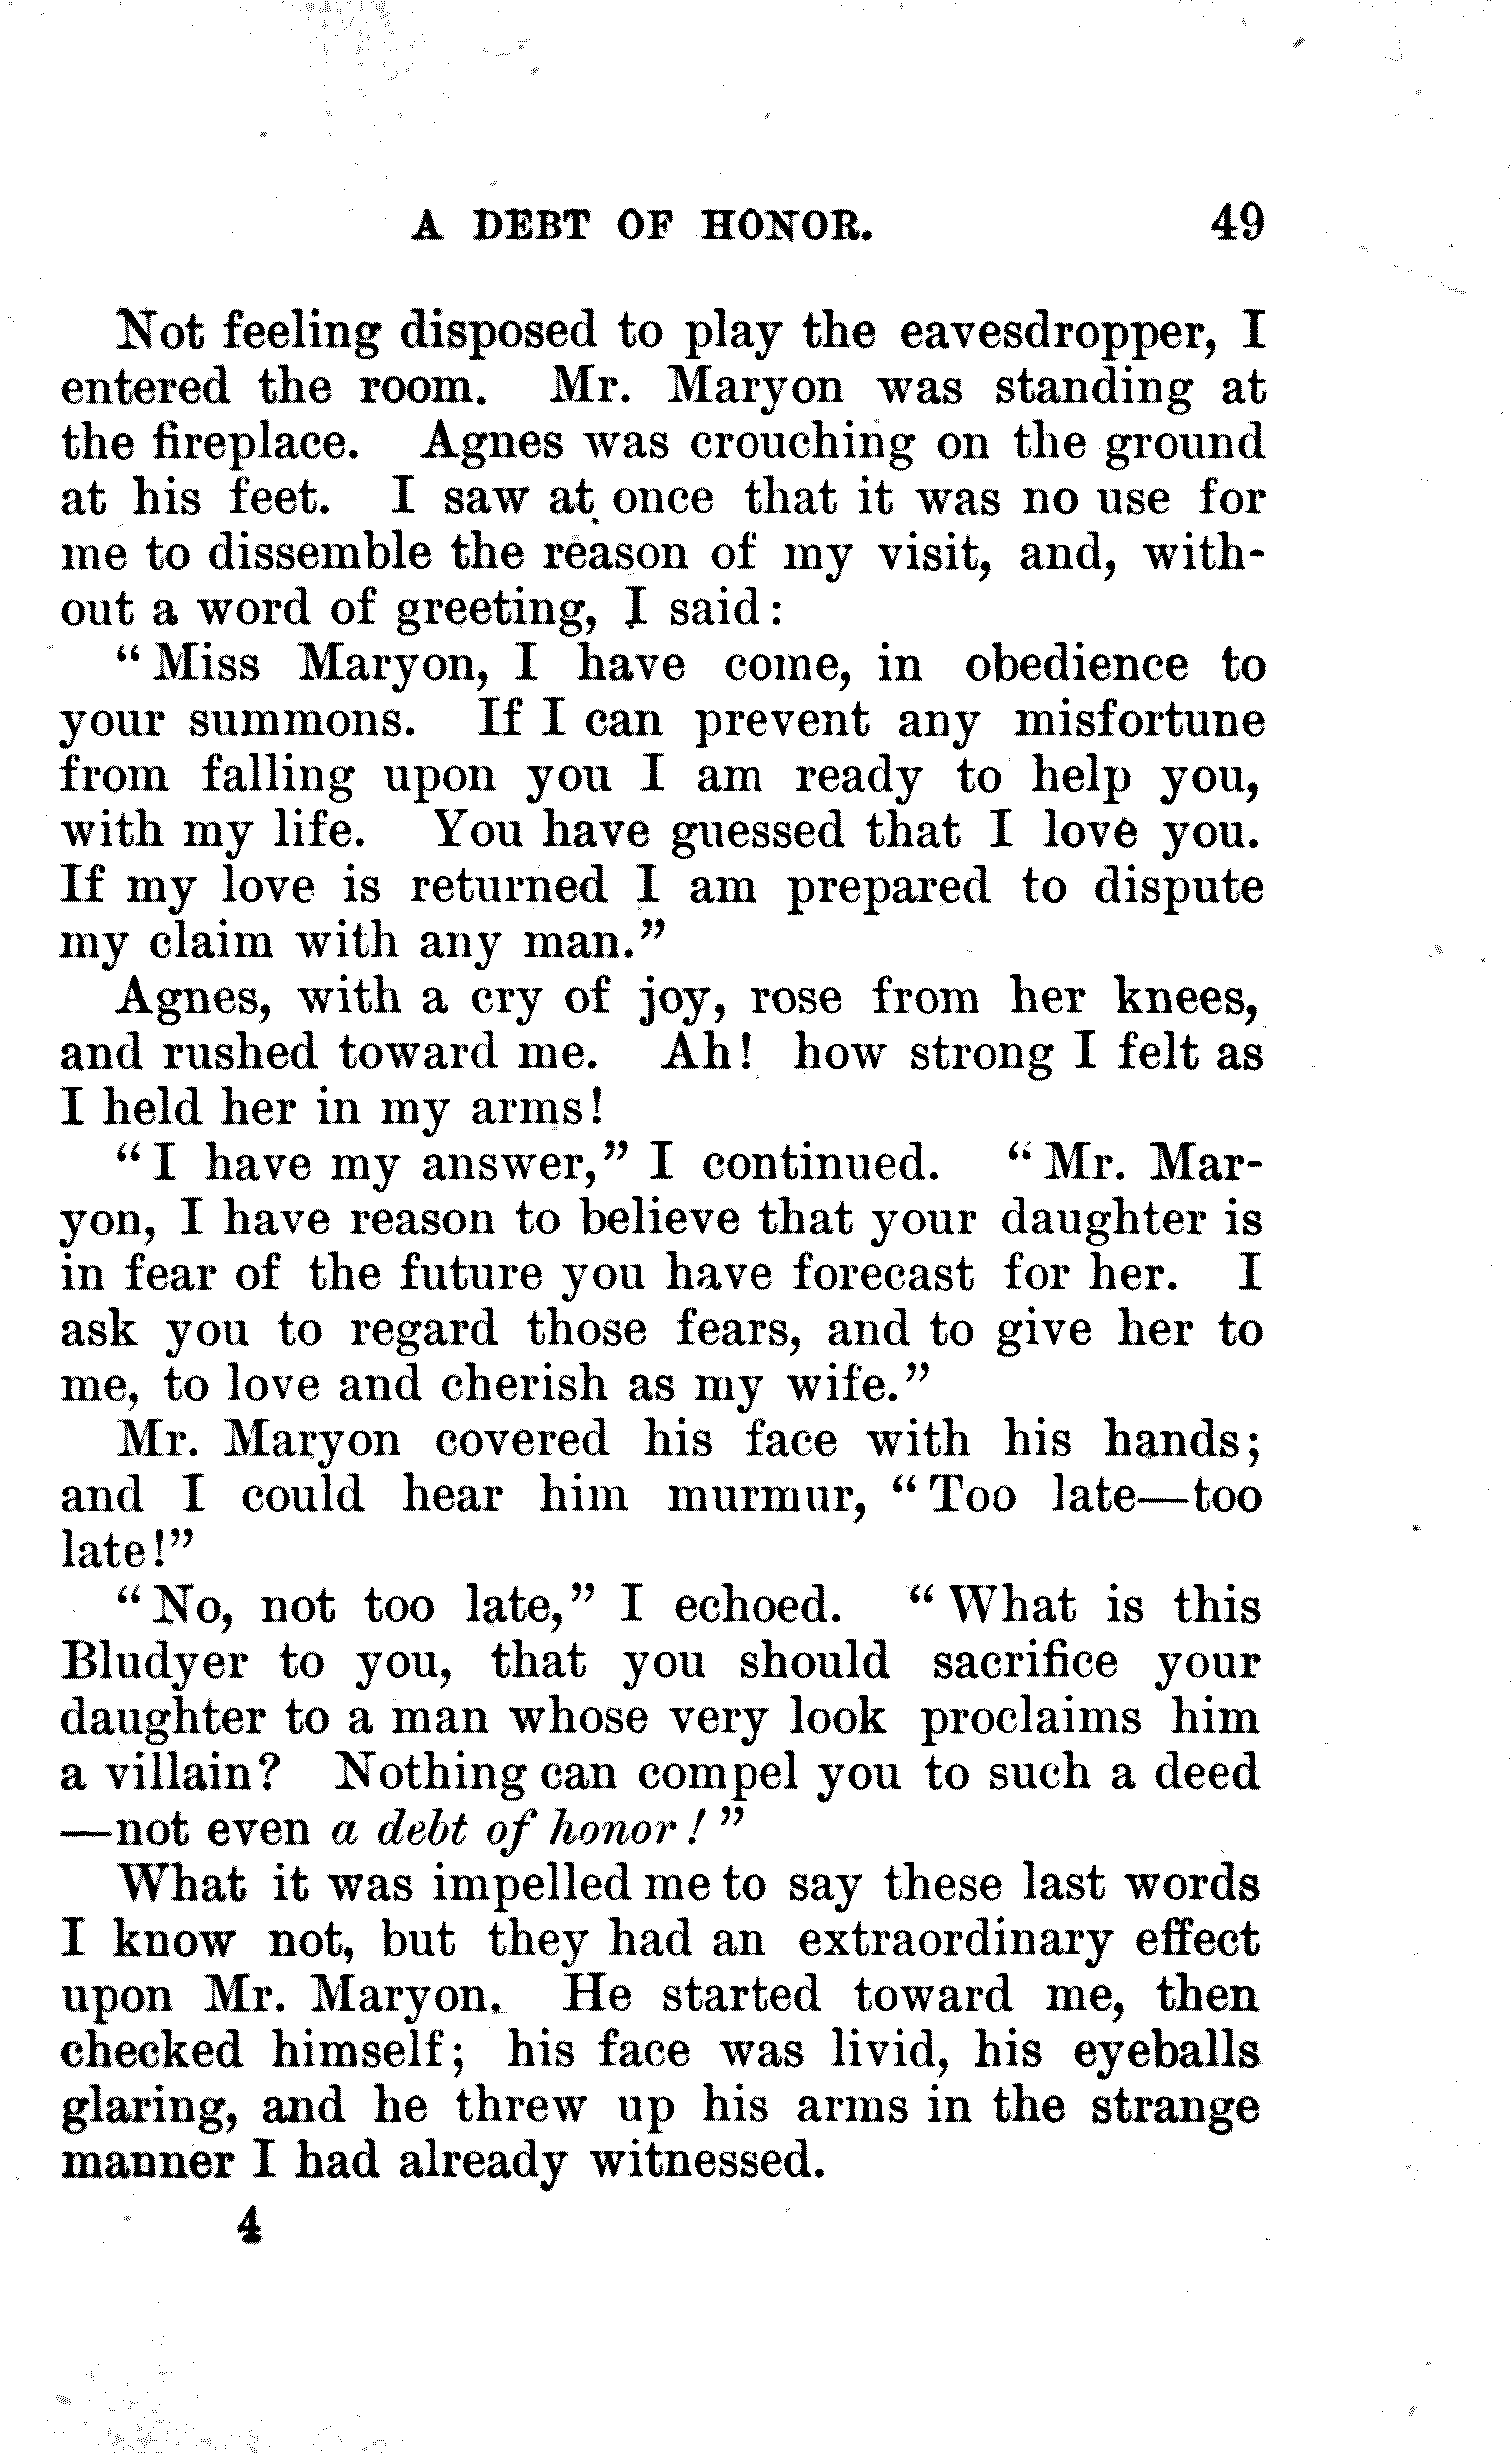 A DEBT OF HONOR. 49
Not feeling disposed to play the eavesdropper, I
entered the room. Mr. Maryon was standing at
the fireplace. Agnes was crouching on the ground
at his feet. I saw at once that it was no use for
me to dissemble the reason of my visit, and, with-
out a word of greeting, I said:
“Miss Maryon, I have come, in obedience to
your summons. If I can prevent any misfortune
from falling upon you I am ready to help you,
with my life. You have guessed that I love you.
If my love is returned I am prepared to dispute
my claim with any man.”
Agnes, with a cry of joy, rose from her knees,
and rushed toward me. Ah! how strong I felt as
I held her in my arms!
“I have my answer,” I continued. “Mr. Mar-
yon, I have reason to believe that your daughter is
in fear of the future you have forecast for her. I
ask you to regard those fears, and to give her to
me, to love and cherish as my wife.”
Mr. Maryon covered his face with his hands;
and I could hear him murmur, “Too late—too
late!”
“No, not too late,” I echoed. “What is this
Bludyer to you, that you should sacrifice your
daughter to a man whose very look proclaims him
a villain? Nothing can compel you to such a deed
—not even a debt of honor!”
What it was impelled me to say these last words
I know not, but they had an extraordinary effect
upon Mr. Maryon. He started toward me, then
checked himself; his face was livid, his eyeballs
glaring, and he threw up his arms in the strange
manner I had already witnessed.
4